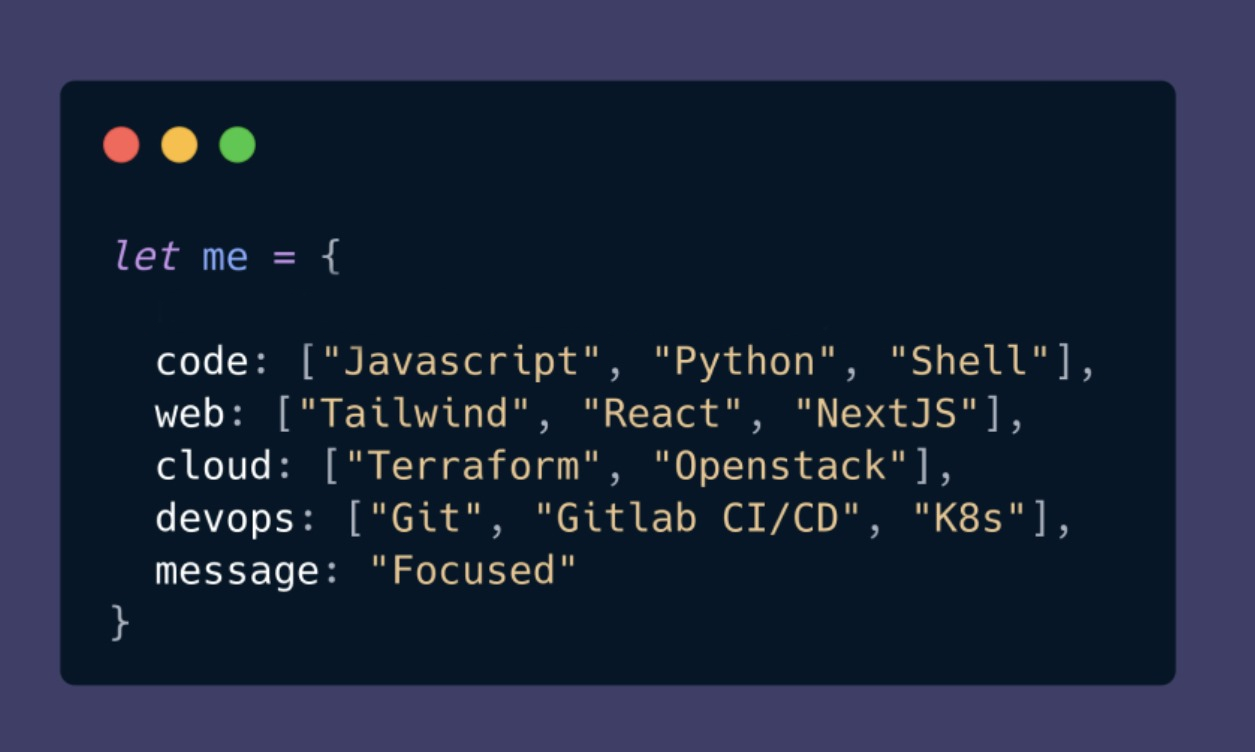 let me = {
code: ["Javascript", "Python", "Shell"],
web: ["Tailwind", "React", "NextJS"],
cloud: ["Terraform", "Openstack"],
devops: ["Git", "Gitlab CI/CD", "K8s"],
message: "Focused"
}